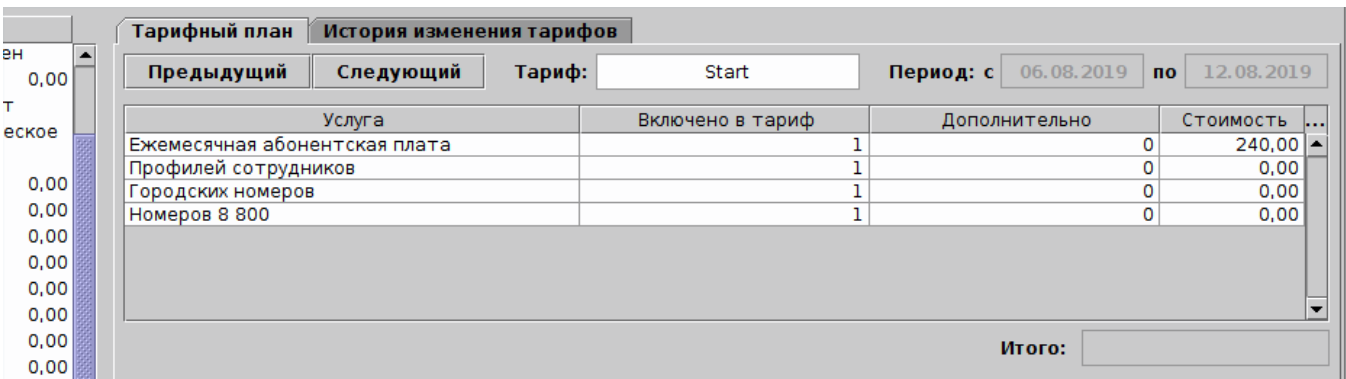 Тарифный план История изменения тарифов
ен
0,00
Предыдущий Следующий Тариф: Start Период: с 06.08.2019 по 12.08.2019
т
еское
Услуга Включено в тариф Дополнительно Стоимость ...
Ежемесячная абонентская плата 1 0 240,00
Профилей сотрудников 1 0 0,00
0,00
Городских номеров 1 0 0,00
0,00
Номеров 8 800 1 0 0,00
0,00
0,00
0,00
0,00
0,00
Итого:
0,00